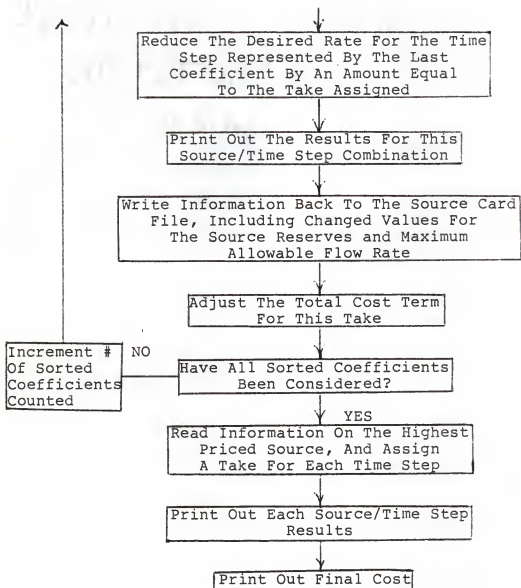 Reduce The Desired Rate For The Time
Step Represented By The Last
Coefficient By An Amount Equal
To The Take Assigned
Print Out The Results For This
Source/Time Step Combination
Write Information Back To The Source Card
File, Including Changed Values For
The Source Reserves and Maximum
Allowable Flow Rate
Adjust The Total Cost Term
For This Take
Increment #
Of Sorted
Coefficients
Counted
NO
Have All Sorted Coefficients
Been Considered?
YES
Read Information On The Highest
Priced Source, And Assign
A Take For Each Time Step
Print Out Each Source/Time Step
Results
Print Out Final Cost